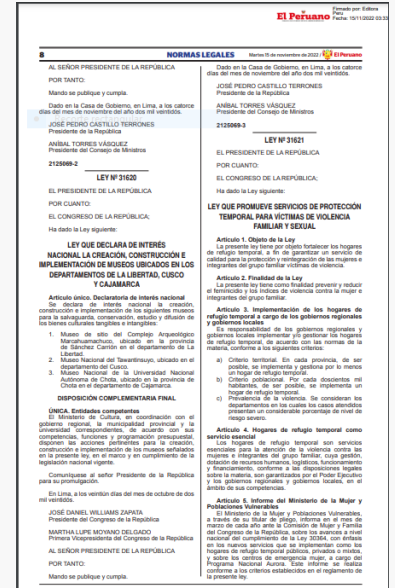 El Peruano
Firmado por: Editora
Peru
Fecha: 15/11/2022 03:33
8
NORMAS LEGALES
Martes 15 de noviembre de 2022 /
El Peruano
AL SEÑOR PRESIDENTE DE LA REPÚBLICA
POR TANTO:
Mando se publique y cumpla.
Dado en la Casa de Gobierno, en Lima, a los catorce
días del mes de noviembre del año dos mil veintidós.
JOSÉ PEDRO CASTILLO TERRONES
Presidente de la República
ANÍBAL TORRES VÁSQUEZ
Presidente del Consejo de Ministros
2125069-2
LEY Nº 31620
EL PRESIDENTE DE LA REPÚBLICA
POR CUANTO:
EL CONGRESO DE LA REPÚBLICA;
Ha dado la Ley siguiente:
LEY QUE DECLARA DE INTERÉS
NACIONAL LA CREACIÓN, CONSTRUCCIÓN E
IMPLEMENTACIÓN DE MUSEOS UBICADOS EN LOS
DEPARTAMENTOS DE LA LIBERTAD, CUSCO
Y CAJAMARCA
Artículo único. Declaratoria de interés nacional
Se declara de interés nacional la creación,
construcción e implementación de los siguientes museos
para la salvaguarda, conservación, estudio y difusión de
los bienes culturales tangibles e intangibles:
1. Museo de sitio del Complejo Arqueológico
Marcahuamachuco, ubicado en la provincia
de Sánchez Carrión en el departamento de La
Libertad.
2. Museo Nacional del Tawantinsuyo, ubicado en el
departamento del Cusco.
3. Museo Nacional de la Universidad Nacional
Autónoma de Chota, ubicado en la provincia de
Chota en el departamento de Cajamarca.
DISPOSICIÓN COMPLEMENTARIA FINAL
ÚNICA. Entidades competentes
El Ministerio de Cultura, en coordinación con el
gobierno regional, la municipalidad provincial y la
universidad correspondientes, de acuerdo con sus
competencias, funciones y programación presupuestal,
disponen las acciones pertinentes para la creación,
construcción e implementación de los museos señalados
en la presente ley, en el marco y en cumplimiento de la
legislación nacional vigente.
Comuníquese al señor Presidente de la República
para su promulgación.
En Lima, a los veintiún días del mes de octubre de dos
mil veintidós.
JOSÉ DANIEL WILLIAMS ZAPATA
Presidente del Congreso de la República
MARTHA LUPE MOYANO DELGADO
Primera Vicepresidenta del Congreso de la República
AL SEÑOR PRESIDENTE DE LA REPÚBLICA
POR TANTO:
Mando se publique y cumpla.
Dado en la Casa de Gobierno, en Lima, a los catorce
días del mes de noviembre del año dos mil veintidós.
JOSÉ PEDRO CASTILLO TERRONES
Presidente de la República
ANÍBAL TORRES VÁSQUEZ
Presidente del Consejo de Ministros
2125069-3
LEY Nº 31621
EL PRESIDENTE DE LA REPÚBLICA
POR CUANTO:
EL CONGRESO DE LA REPÚBLICA;
Ha dado la Ley siguiente:
LEY QUE PROMUEVE SERVICIOS DE PROTECCIÓN
TEMPORAL PARA VÍCTIMAS DE VIOLENCIA
FAMILIAR Y SEXUAL
Artículo 1. Objeto de la Ley
La presente ley tiene por objeto fortalecer los hogares
de refugio temporal, a fin de garantizar un servicio de
calidad para la protección y reintegración de las mujeres e
integrantes del grupo familiar víctimas de violencia.
Artículo 2. Finalidad de la Ley
La presente ley tiene como finalidad prevenir y reducir
el feminicidio y los índices de violencia contra la mujer e
integrantes del grupo familiar.
Artículo 3. Implementación de los hogares de
refugio temporal a cargo de los gobiernos regionales
y gobiernos locales
Es responsabilidad de los gobiernos regionales y
gobiernos locales implementar y/o gestionar los hogares
de refugio temporal, de acuerdo con las normas de la
materia, conforme a los siguientes criterios:
a) Criterio territorial. En cada provincia, de ser
posible, se implementa y gestiona por lo menos
un hogar de refugio temporal.
b) Criterio poblacional. Por cada doscientos mil
habitantes, de ser posible, se implementa un
hogar de refugio temporal.
c) Prevalencia de la violencia. Se consideran los
departamentos en los cuales los casos atendidos
presentan un considerable porcentaje de nivel de
riesgo severo.
Artículo 4. Hogares de refugio temporal como
servicio esencial
Los hogares de refugio temporal son servicios
esenciales para la atención de la violencia contra las
mujeres e integrantes del grupo familiar, cuya gestión,
dotación de recursos humanos, logísticos, funcionamiento
y financiamiento, conforme a las disposiciones legales
sobre la materia, son garantizados por el Poder Ejecutivo
y los gobiernos regionales y gobiernos locales, en el
ámbito de sus competencias.
Artículo 5. Informe del Ministerio de la Mujer y
Poblaciones Vulnerables
El Ministerio de la Mujer y Poblaciones Vulnerables,
a través de su titular de pliego, informa en el mes de
marzo de cada año ante la Comisión de Mujer y Familia
del Congreso de la República, sobre los avances a nivel
nacional del cumplimiento de la Ley 30364, con énfasis
en los nuevos servicios que se implementan como los
hogares de refugio temporal públicos, privados o mixtos,
y sobre los centros de emergencia mujer, a cargo del
Programa Nacional Aurora. Este informe se realiza
conforme a los criterios establecidos en el reglamento de
la presente ley.